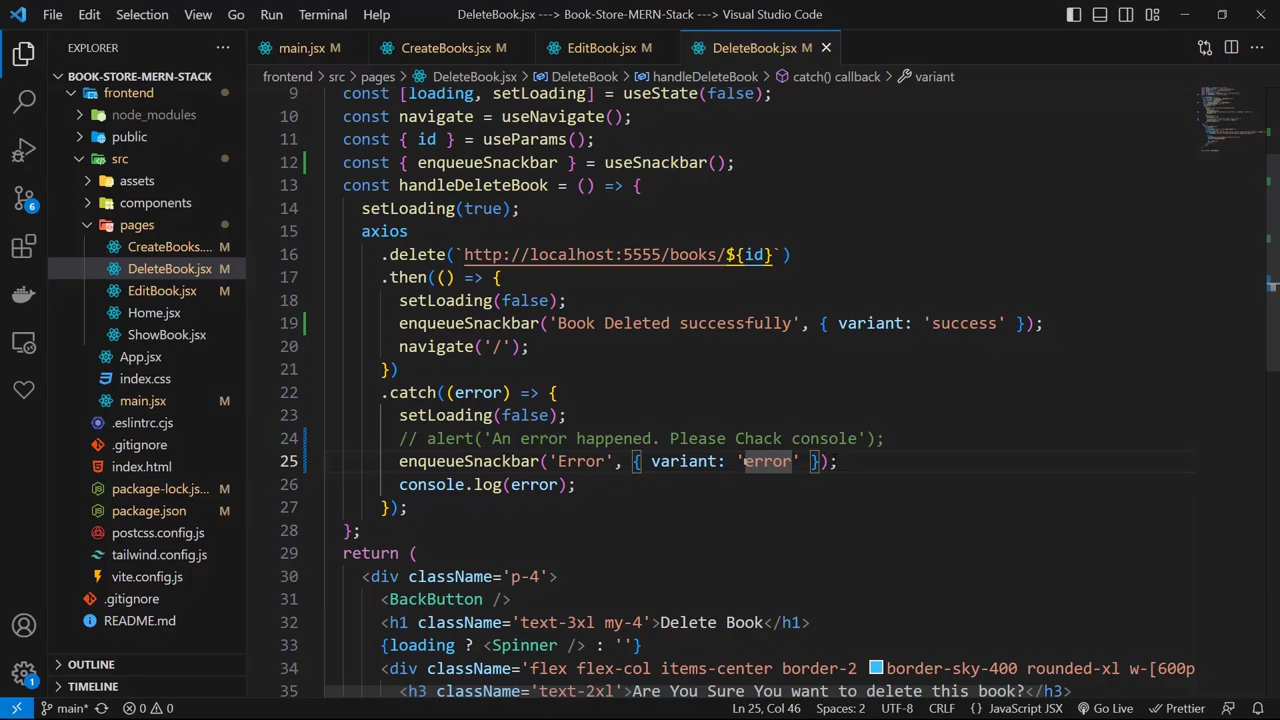 File Edit Selection View Go Run Terminal Help DeleteBook.jsx ---> Book-Store-MERN-Stack ---> Visual Studio Code
EXPLORER
BOOK-STORE-MERN-STACK
frontend
node_modules
public
src
assets
components
pages
CreateBooks.... M
DeleteBook.jsx M
EditBook.jsx M
Home.jsx
ShowBook.jsx
App.jsx
index.css
main.jsx M
.eslintrc.cjs
.gitignore
index.html
package-lock.js... M
package.json M
postcss.config.js
tailwind.config.js
vite.config.js
.gitignore
README.md
OUTLINE
TIMELINE
6
1
main.jsx M CreateBooks.jsx M EditBook.jsx M DeleteBook.jsx M
frontend > src > pages > DeleteBook.jsx > DeleteBook > handleDeleteBook > catch() callback > variant
9 const [loading, setLoading] = useState(false);
10 const navigate = useNavigate();
11 const { id } = useParams();
12 const { enqueueSnackbar } = useSnackbar();
13 const handleDeleteBook = () => {
14 setLoading(true);
15 axios
16 .delete(`http://localhost:5555/books/${id}`)
17 .then(() => {
18 setLoading(false);
19 enqueueSnackbar('Book Deleted successfully', { variant: 'success' });
20 navigate('/');
21 })
22 .catch((error) => {
23 setLoading(false);
24 // alert('An error happened. Please Chack console');
25 enqueueSnackbar('Error', { variant: 'error' });
26 console.log(error);
27 });
28 };
29 return (
30 <div className='p-4'>
31 <BackButton />
32 <h1 className='text-3xl my-4'>Delete Book</h1>
33 {loading ? <Spinner /> : ''}
34 <div className='flex flex-col items-center border-2 border-sky-400 rounded-xl w-[600p
35 <h3 className='text-2xl'>Are You Sure You want to delete this book?</h3>
main* 0 0 Ln 25, Col 46 Spaces: 2 UTF-8 CRLF { } JavaScript JSX Go Live Prettier